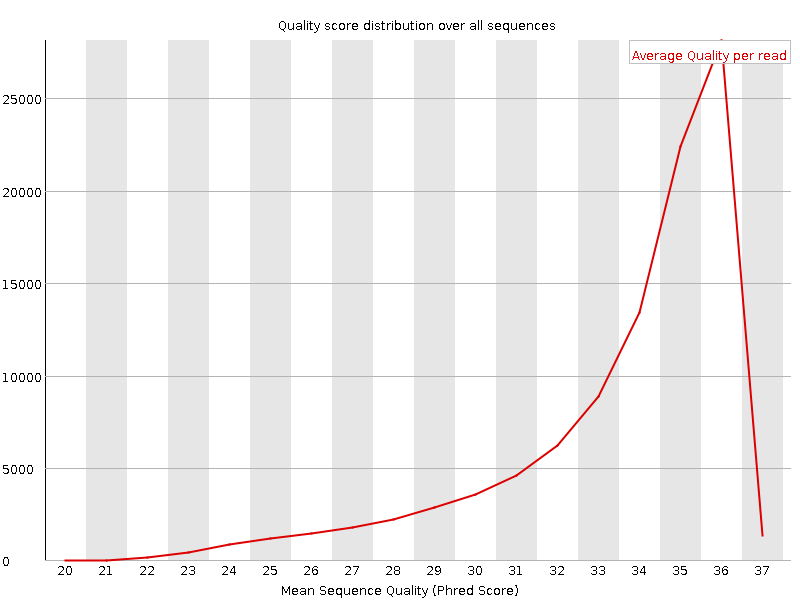 Quality score distribution over all sequences
Average Quality per read
25000
20000
15000
10000
5000
0
20 21 22 23 24 25 26 27 28 29 30 31 32 33 34 35 36 37
Mean Sequence Quality (Phred Score)